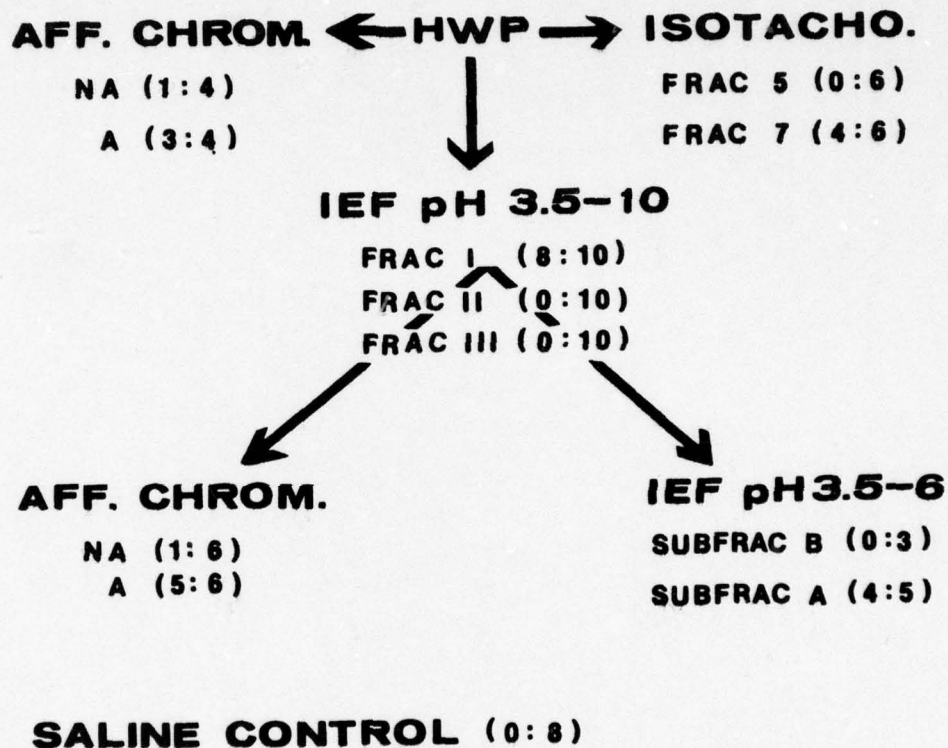 AFF. CHROM. HWP ISOTACHO.
NA (1:4)
A (3:4)
FRAC 5 (0:6)
FRAC 7 (4:6)
IEF pH 3.5–10
FRAC I (8:10)
FRAC II (0:10)
FRAC III (0:10)
AFF. CHROM.
NA (1:6)
A (5:6)
IEF pH 3.5–6
SUBFRAC B (0:3)
SUBFRAC A (4:5)
SALINE CONTROL (0:8)